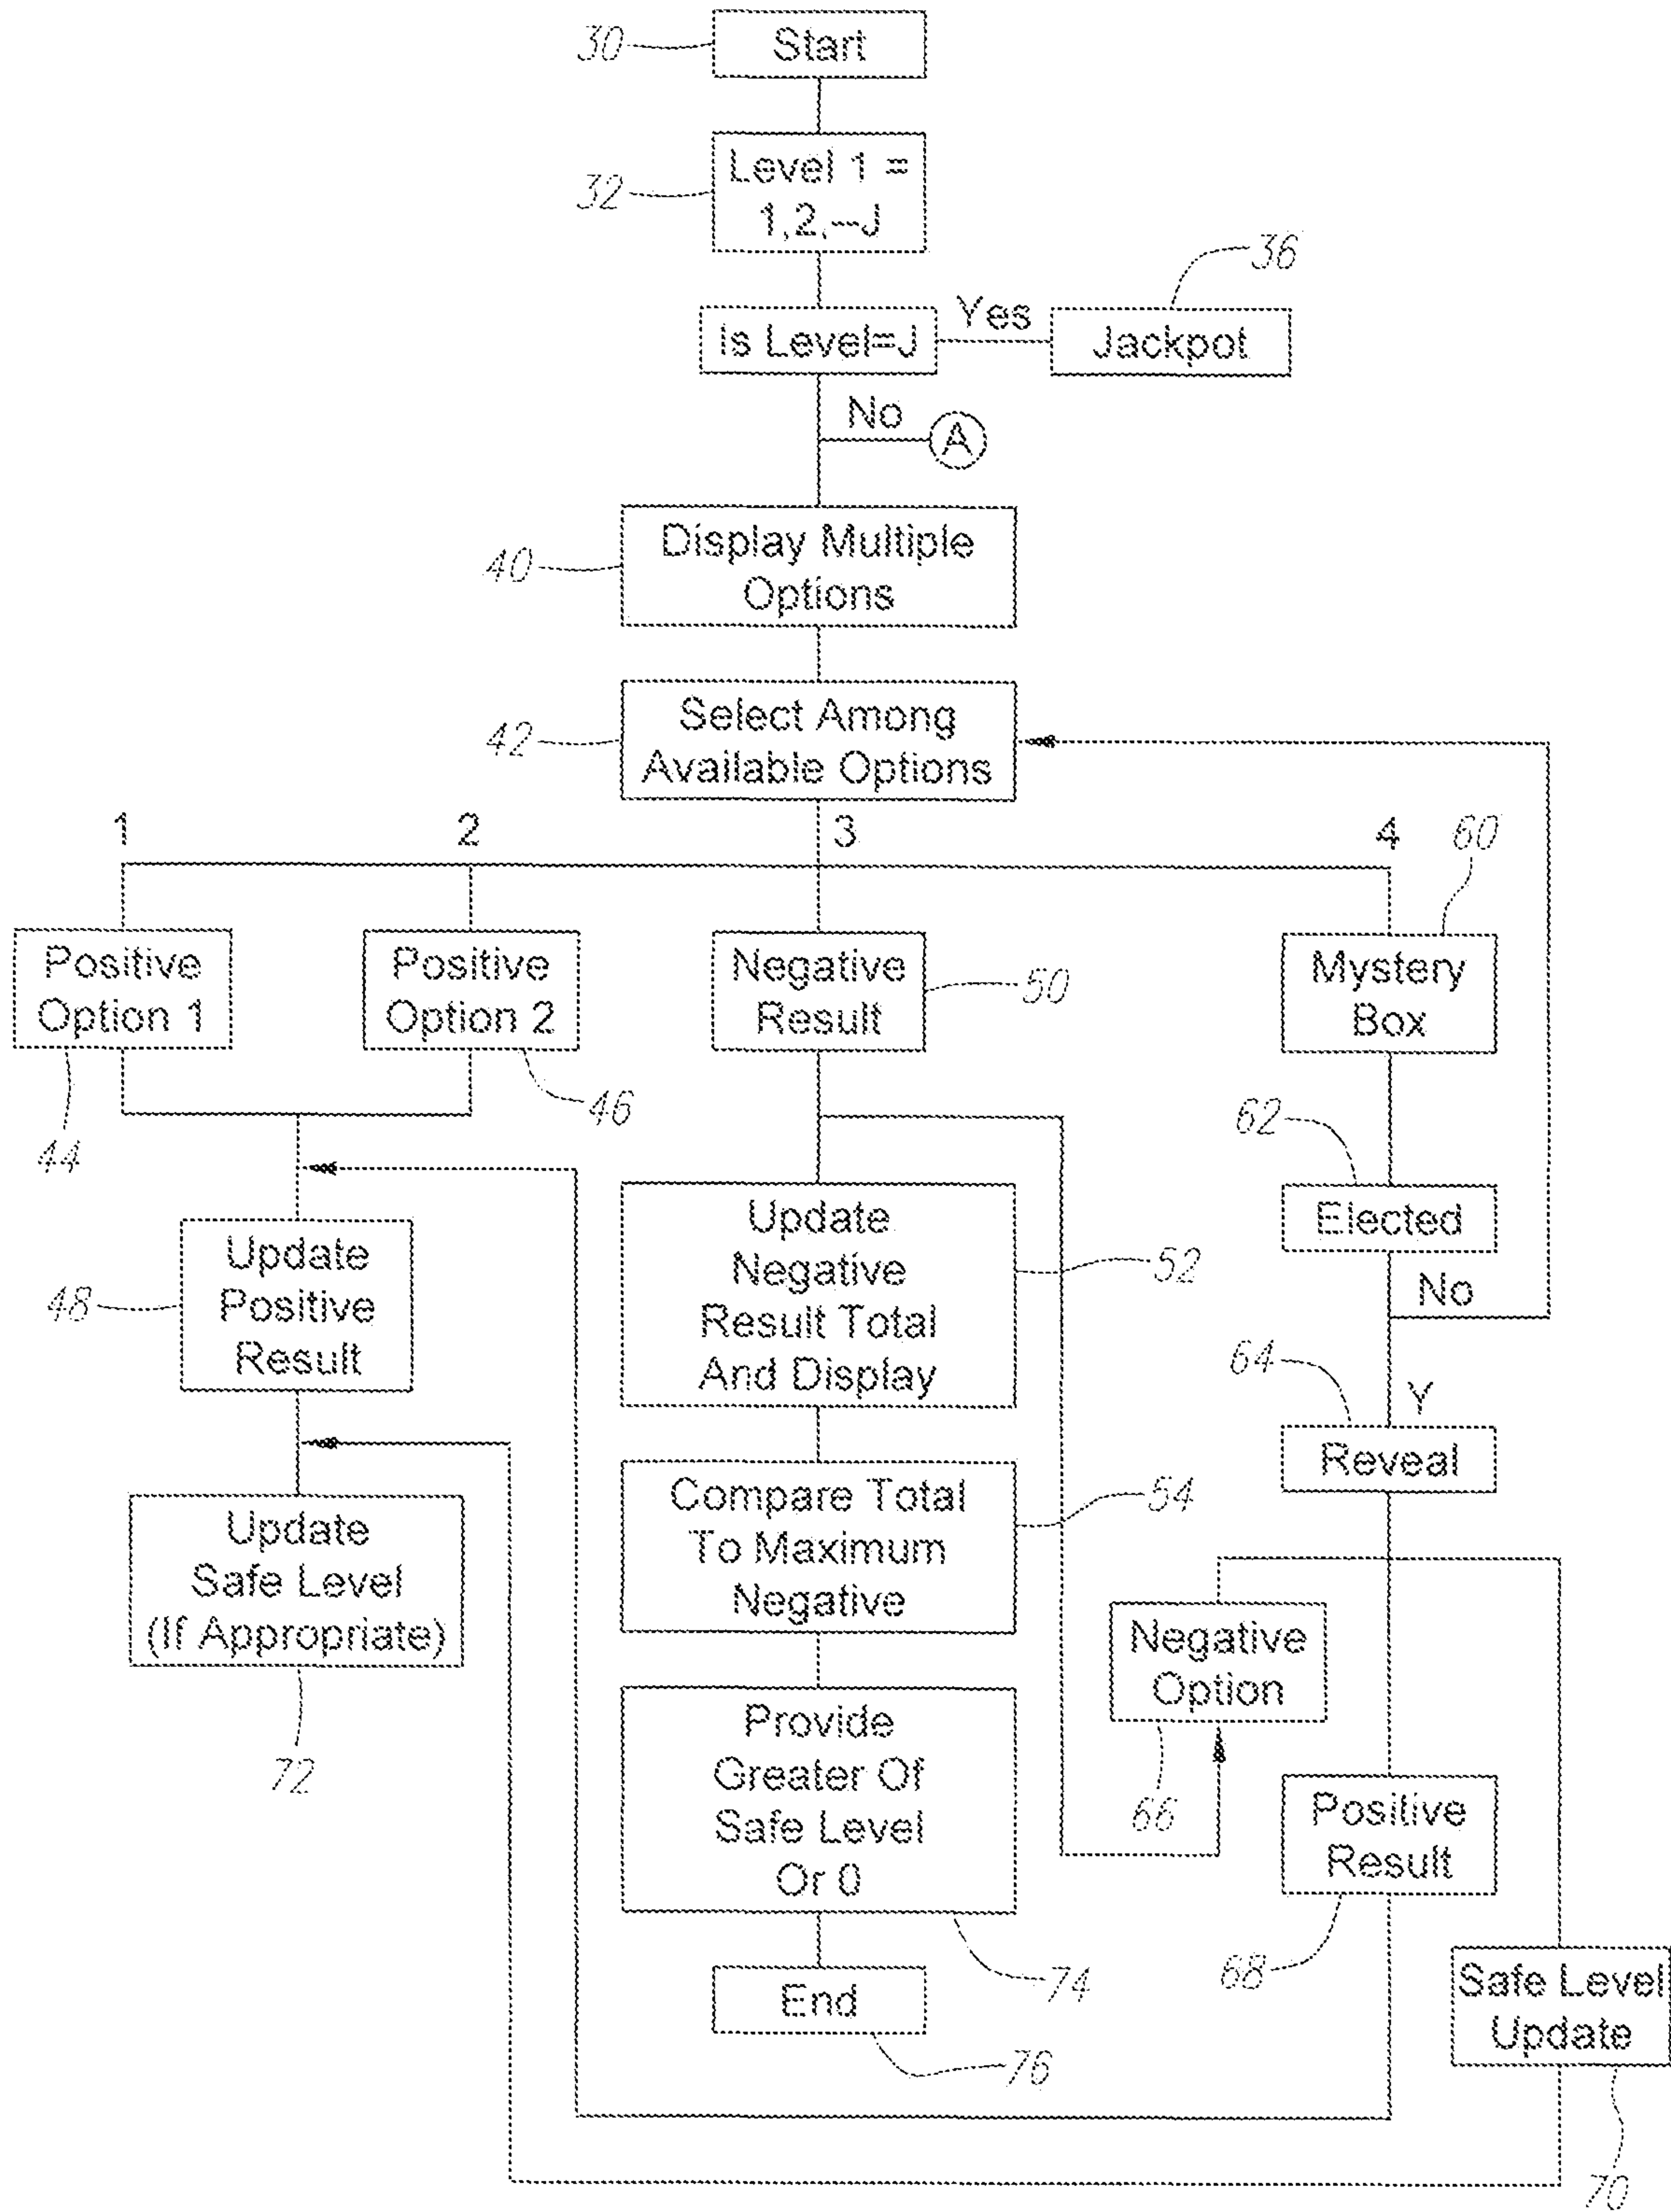 30
Start
32
Level 1 =
1,2,---J
36
Is Level=J
Yes
Jackpot
No
A
40
Display Multiple
Options
42
Select Among
Available Options
1
2
3
4
60
Positive
Option 1
Positive
Option 2
Negative
Result
50
Mystery
Box
44
46
62
Elected
No
48
Update
Positive
Result
Update
Negative
Result Total
And Display
52
64
Y
Reveal
Update
Safe Level
(If Appropriate)
72
Compare Total
To Maximum
Negative
54
Negative
Option
66
Provide
Greater Of
Safe Level
Or 0
74
Positive
Result
68
End
76
Safe Level
Update
70